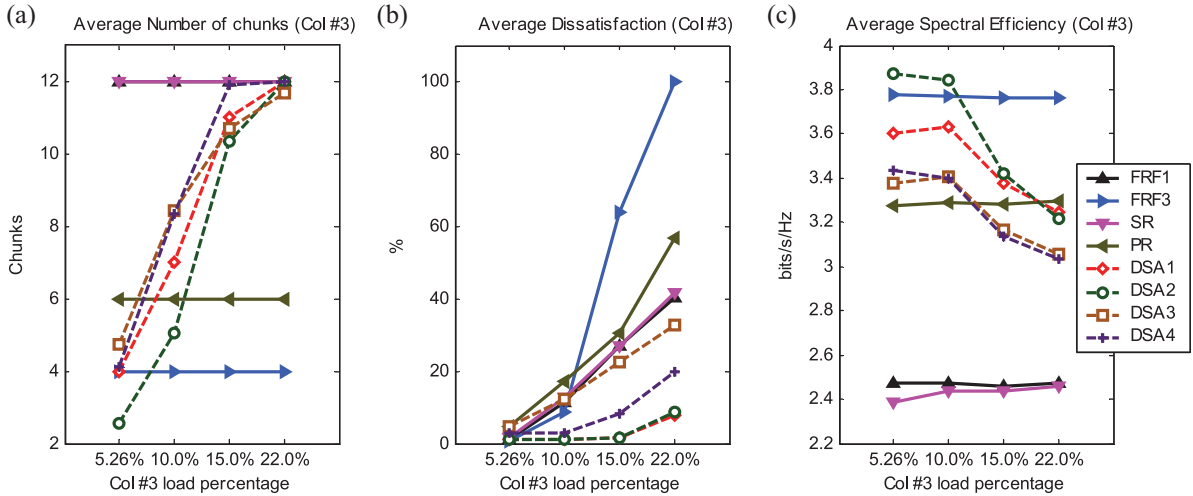 (a)
Average Number of chunks (Col #3)
12
10
8
6
4
2
Chunks
5.26% 10.0% 15.0% 22.0%
Col #3 load percentage
(b)
Average Dissatisfaction (Col #3)
100
80
60
40
20
0
%
5.26% 10.0% 15.0% 22.0%
Col #3 load percentage
(c)
Average Spectral Efficiency (Col #3)
4
3.8
3.6
3.4
3.2
3
2.8
2.6
2.4
2.2
bits/s/Hz
5.26% 10.0% 15.0% 22.0%
Col #3 load percentage
FRF1
FRF3
SR
PR
DSA1
DSA2
DSA3
DSA4